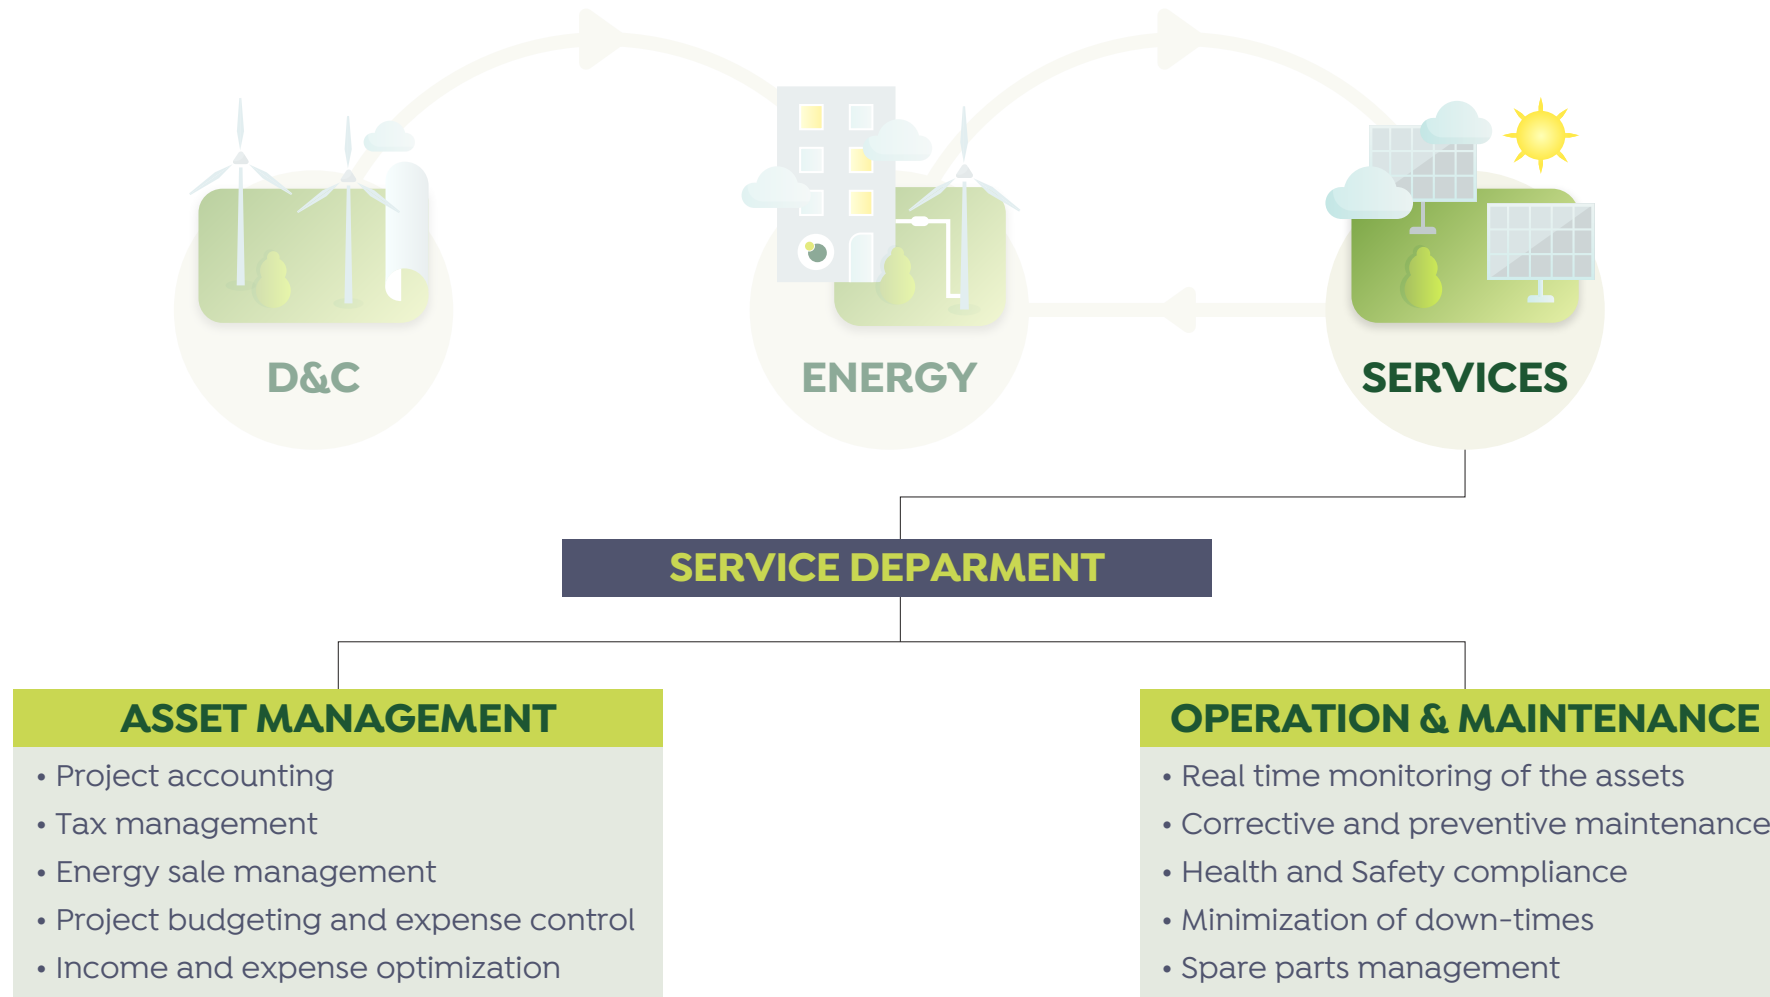 D&C
ENERGY
SERVICES
SERVICE DEPARMENT
ASSET MANAGEMENT
• Project accounting
• Tax management
• Energy sale management
• Project budgeting and expense control
• Income and expense optimization
OPERATION & MAINTENANCE
• Real time monitoring of the assets
• Corrective and preventive maintenance
• Health and Safety compliance
• Minimization of down-times
• Spare parts management